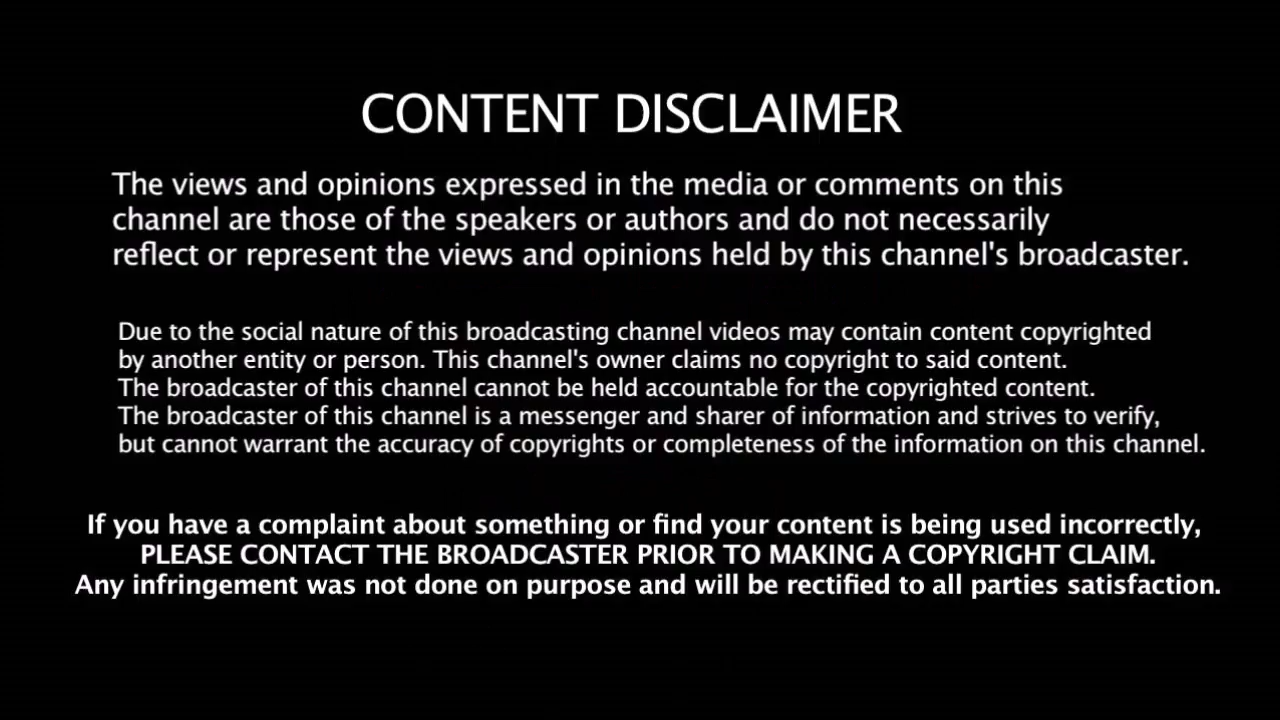 CONTENT DISCLAIMER
The views and opinions expressed in the media or comments on this
channel are those of the speakers or authors and do not necessarily
reflect or represent the views and opinions held by this channel's broadcaster.
Due to the social nature of this broadcasting channel videos may contain content copyrighted
by another entity or person. This channel's owner claims no copyright to said content.
The broadcaster of this channel cannot be held accountable for the copyrighted content.
The broadcaster of this channel is a messenger and sharer of information and strives to verify,
but cannot warrant the accuracy of copyrights or completeness of the information on this channel.
If you have a complaint about something or find your content is being used incorrectly,
PLEASE CONTACT THE BROADCASTER PRIOR TO MAKING A COPYRIGHT CLAIM.
Any infringement was not done on purpose and will be rectified to all parties satisfaction.